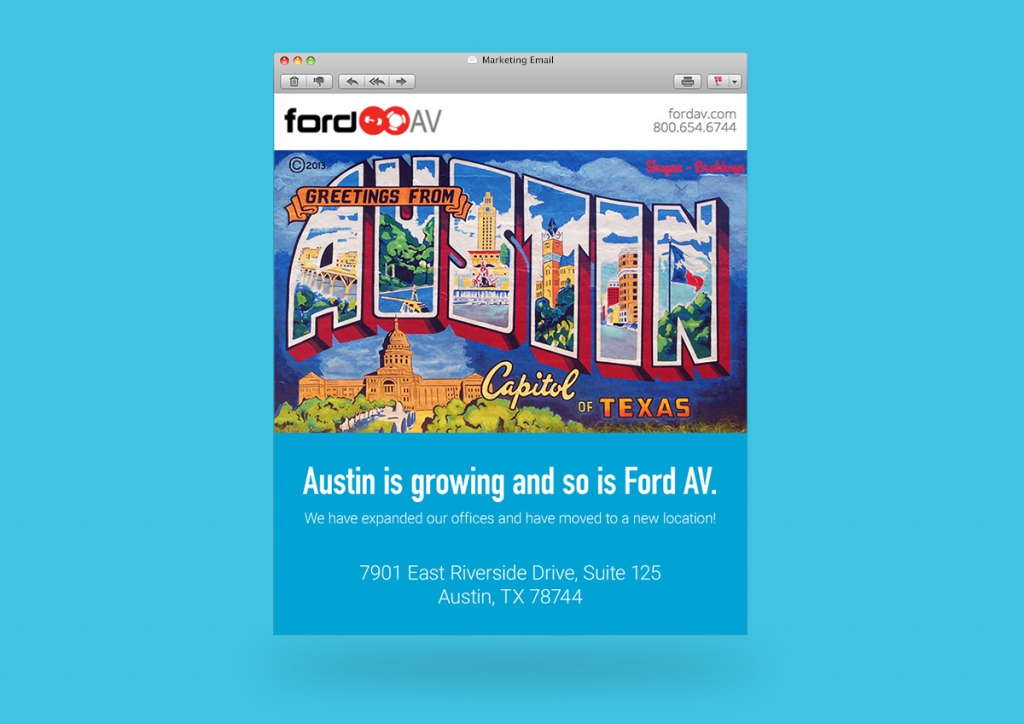 Marketing Email
ford AV
fordav.com
800.654.6744
©2013
GREETINGS FROM
AUSTIN
Capitol
OF TEXAS
Austin is growing and so is Ford AV.
We have expanded our offices and have moved to a new location!
7901 East Riverside Drive, Suite 125
Austin, TX 78744